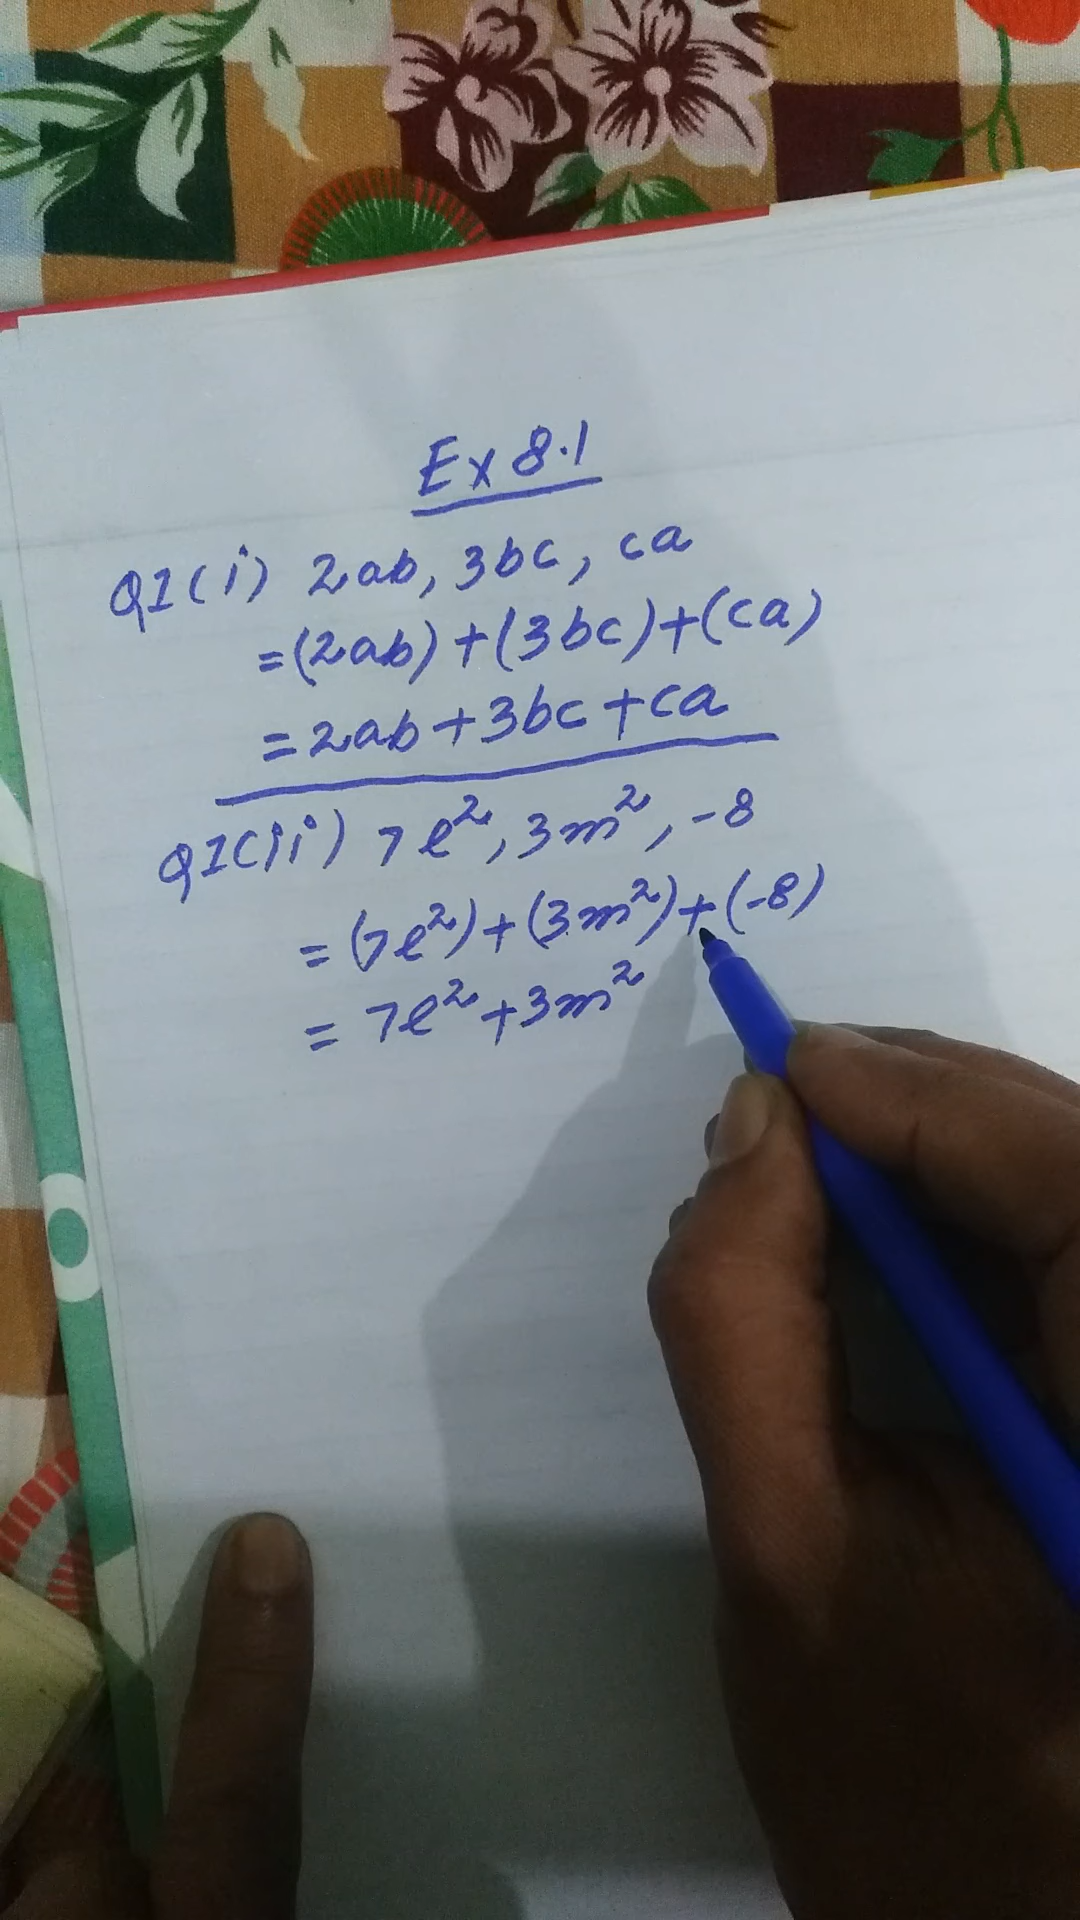 Ex 8.1
Q1(i) 2ab, 3bc, ca
=(2ab)+(3bc)+(ca)
=2ab+3bc+ca
Q1(ii) 7ℓ², 3m², -8
= (7ℓ²)+(3m²)+(-8)
= 7ℓ²+3m²